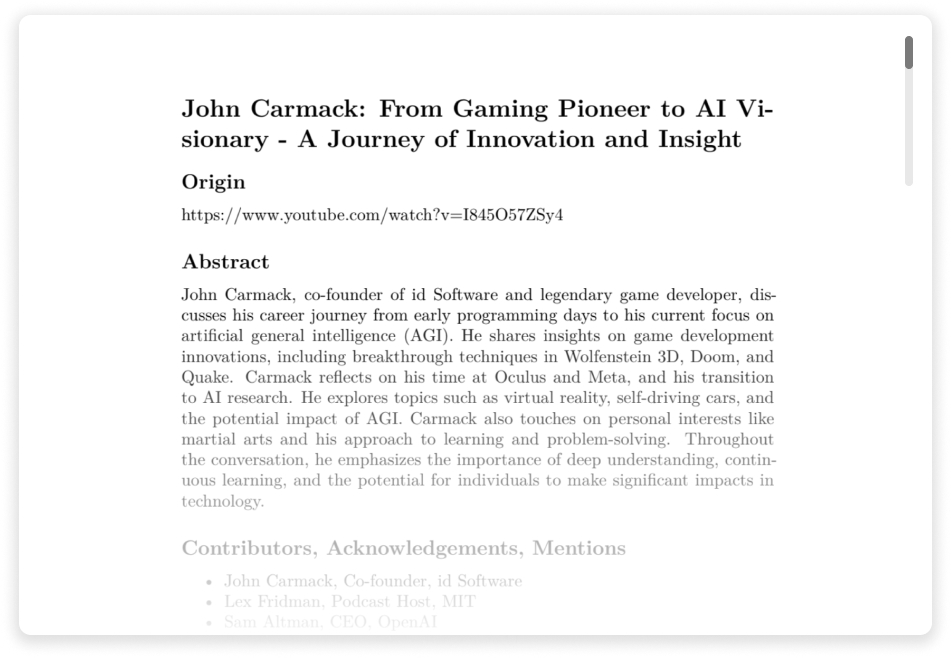 John Carmack: From Gaming Pioneer to AI Vi-
sionary - A Journey of Innovation and Insight
Origin
https://www.youtube.com/watch?v=I845O57ZSy4
Abstract
John Carmack, co-founder of id Software and legendary game developer, dis-
cusses his career journey from early programming days to his current focus on
artificial general intelligence (AGI). He shares insights on game development
innovations, including breakthrough techniques in Wolfenstein 3D, Doom, and
Quake. Carmack reflects on his time at Oculus and Meta, and his transition
to AI research. He explores topics such as virtual reality, self-driving cars, and
the potential impact of AGI. Carmack also touches on personal interests like
martial arts and his approach to learning and problem-solving. Throughout
the conversation, he emphasizes the importance of deep understanding, contin-
uous learning, and the potential for individuals to make significant impacts in
technology.
Contributors, Acknowledgements, Mentions
• John Carmack, Co-founder, id Software
• Lex Fridman, Podcast Host, MIT
• Sam Altman, CEO, OpenAI